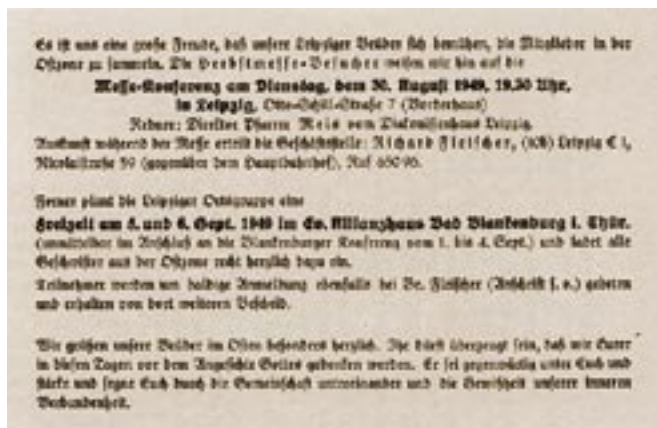 Es ist uns eine große Freude, daß unsere Leipziger Brüder sich bemühen, die Mitglieder in der
Ostzone zu sammeln. Die Herbstmesse-Besucher weisen wir hin auf die
Messe-Konferenz am Dienstag, dem 30. August 1949, 19,30 Uhr,
in Leipzig, Otto-Schill-Straße 7 (Vorderhaus)
Redner: Direktor Pfarrer Meis vom Diakonissenhaus Leipzig.
Auskunft während der Messe erteilt die Geschäftsstelle: Richard Fleischer, (10b) Leipzig C 1,
Nikolaistraße 59 (gegenüber dem Hauptbahnhof), Ruf 650 96.
Ferner plant die Leipziger Ortsgruppe eine
Freizeit am 5. und 6. Sept. 1949 im Ev. Allianzhaus Bad Blankenburg i. Thür.
(unmittelbar im Anschluß an die Blankenburger Konferenz vom 1. bis 4. Sept.) und ladet alle
Geschwister aus der Ostzone recht herzlich dazu ein.
Teilnehmer werden um baldige Anmeldung ebenfalls bei Br. Fleischer (Anschrift s. o.) gebeten
und erhalten von dort weiteren Bescheid.
Wir grüßen unsere Brüder im Osten besonders herzlich. Ihr dürft überzeugt sein, daß wir Eurer
in diesen Tagen vor dem Angesichte Gottes gedenken werden. Er sei gegenwärtig unter Euch und
stärke und segne Euch durch die Gemeinschaft untereinander und die Gewißheit unserer inneren
Verbundenheit.